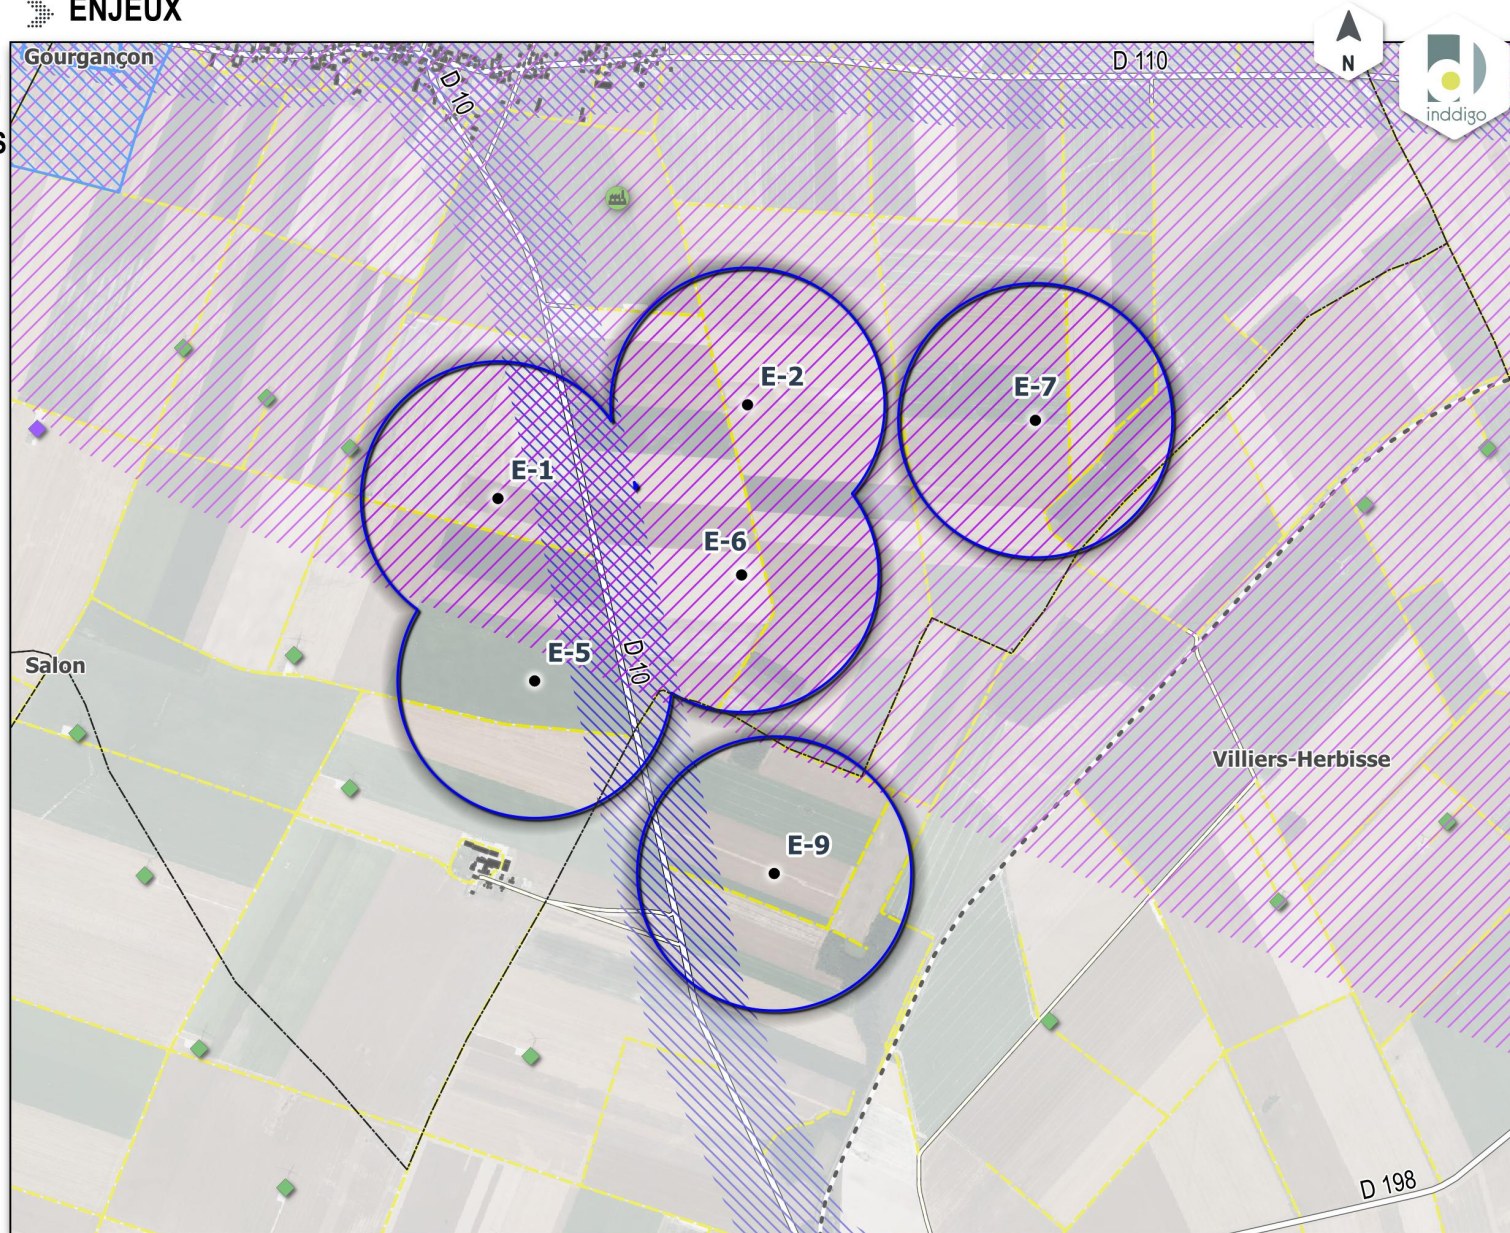 ENJEUX
Gourgançon
D 110
N
inddigo
S
D 10
E-2
E-7
E-1
E-6
D 10
E-5
Salon
Villiers-Herbisse
E-9
D 198